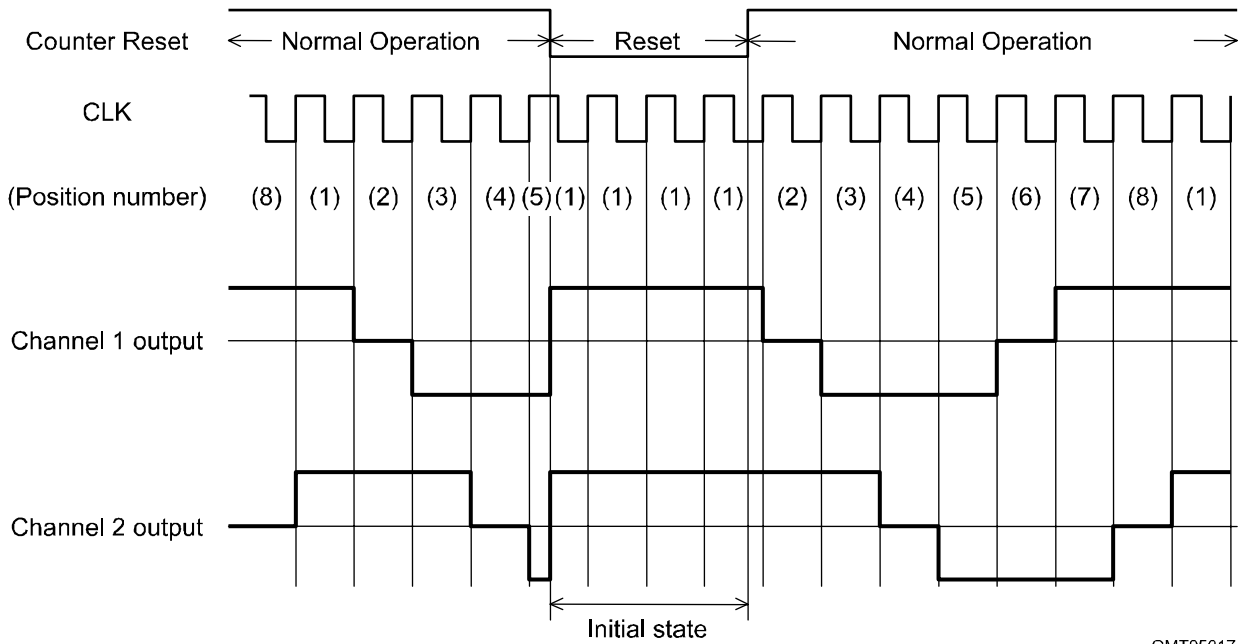 Counter Reset Normal Operation Reset Normal Operation
CLK
(Position number) (8) (1) (2) (3) (4) (5) (1) (1) (1) (1) (2) (3) (4) (5) (6) (7) (8) (1)
Channel 1 output
Channel 2 output
Initial state